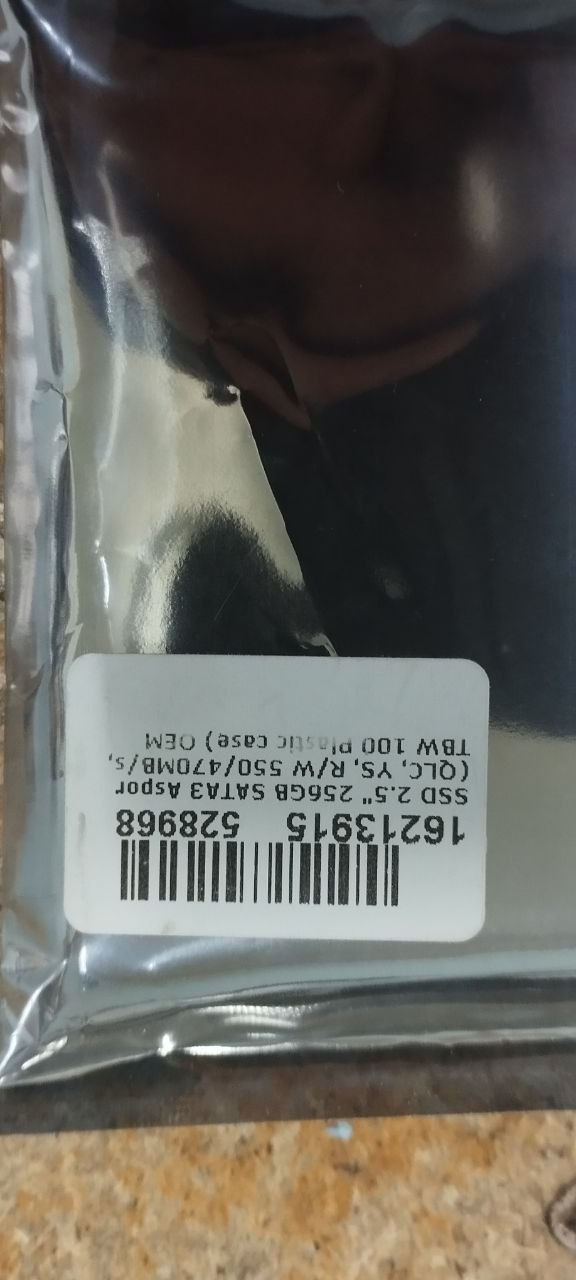 16213915 528968
SSD 2.5" 256GB SATA3 Aspor
(QLC, YS, R/W 550/470MB/s,
TBW 100 Plastic case) OEM